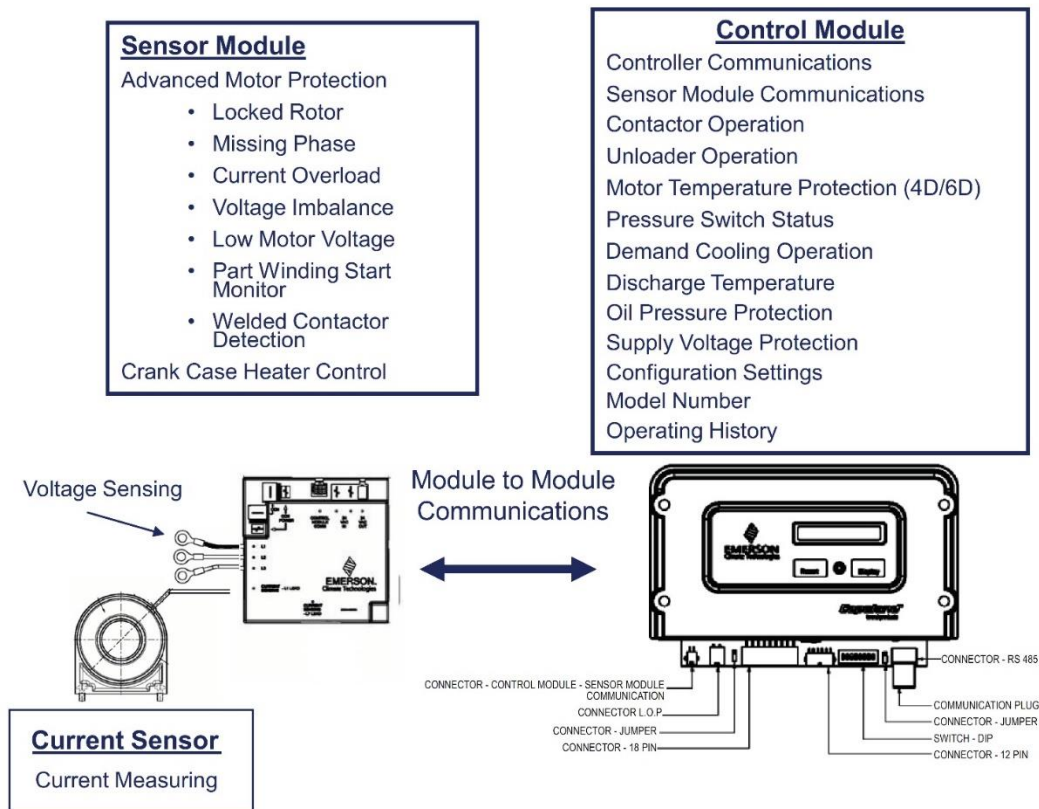 Sensor Module
Advanced Motor Protection
• Locked Rotor
• Missing Phase
• Current Overload
• Voltage Imbalance
• Low Motor Voltage
• Part Winding Start
Monitor
• Welded Contactor
Detection
Crank Case Heater Control
Control Module
Controller Communications
Sensor Module Communications
Contactor Operation
Unloader Operation
Motor Temperature Protection (4D/6D)
Pressure Switch Status
Demand Cooling Operation
Discharge Temperature
Oil Pressure Protection
Supply Voltage Protection
Configuration Settings
Model Number
Operating History
Voltage Sensing
L1
L2
L3
EMERSON.
Climate Technologies
Module to Module
Communications
EMERSON
Climate Technologies
Reset
Display
CONNECTOR - CONTROL MODULE - SENSOR MODULE
COMMUNICATION
CONNECTOR L.O.P
CONNECTOR - JUMPER
CONNECTOR - 18 PIN
CONNECTOR - RS 485
COMMUNICATION PLUG
CONNECTOR - JUMPER
SWITCH - DIP
CONNECTOR - 12 PIN
Current Sensor
Current Measuring